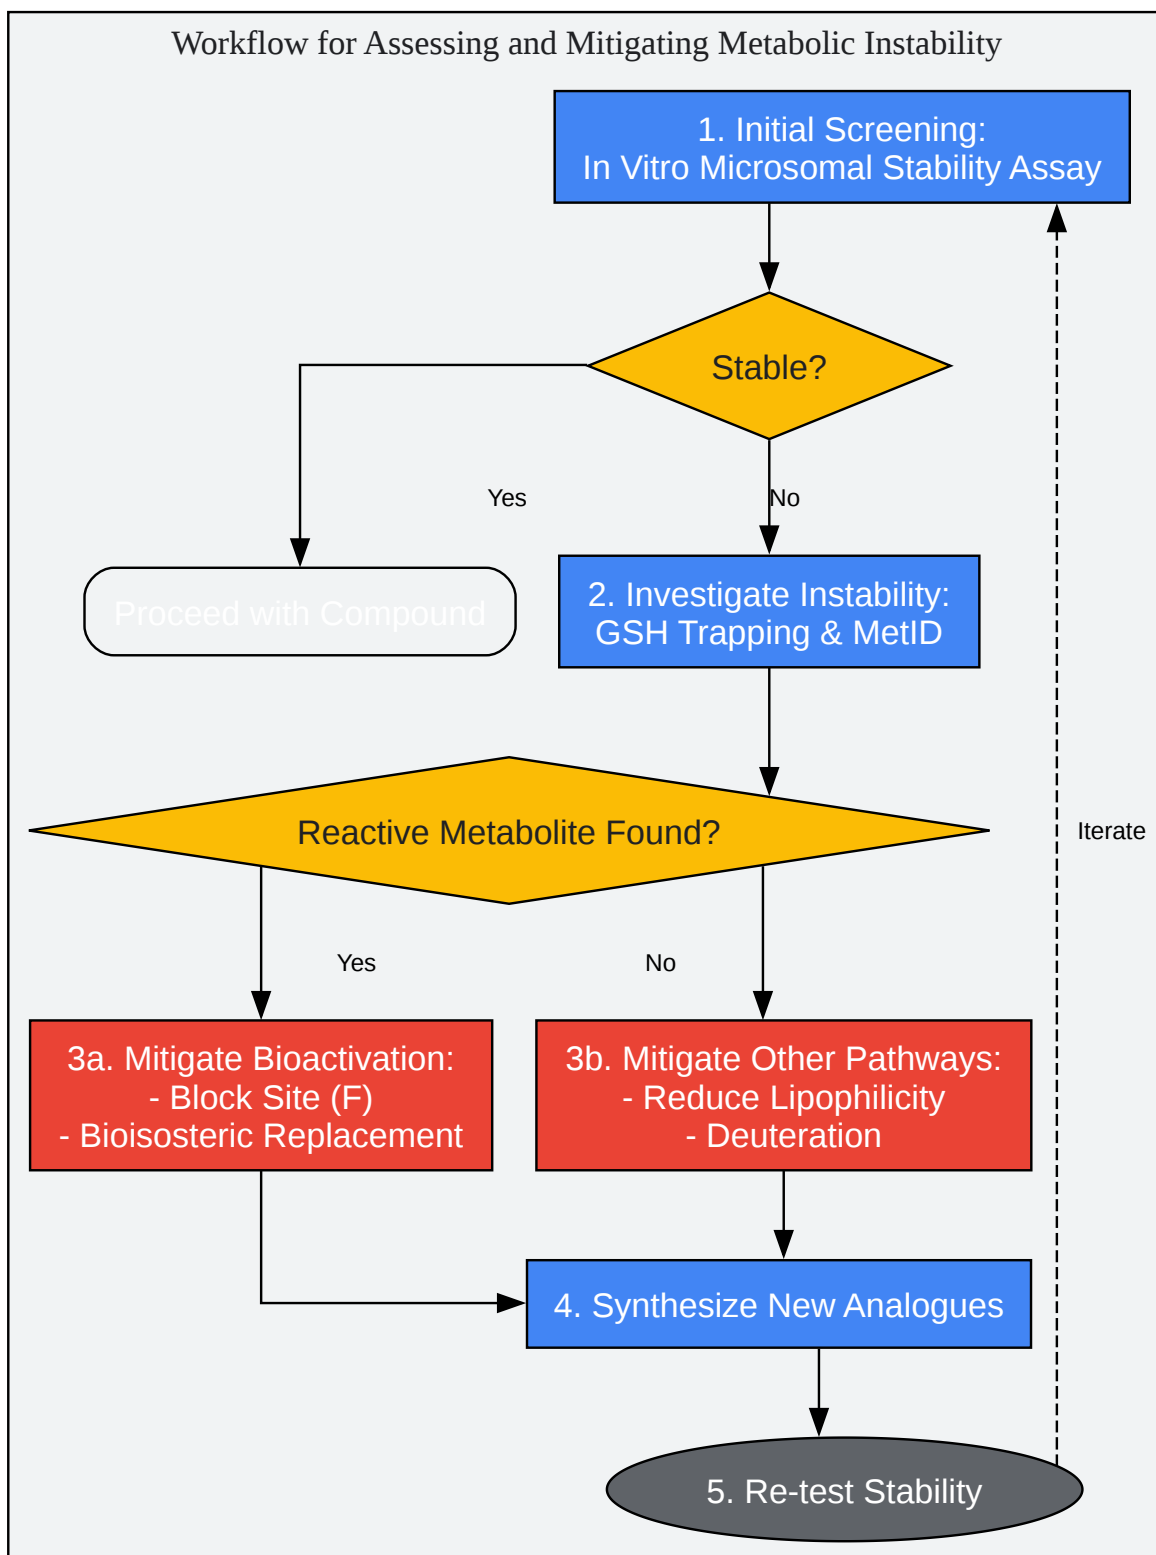 Workflow for Assessing and Mitigating Metabolic Instability
1. Initial Screening:
In Vitro Microsomal Stability Assay
Stable?
Yes
No
Proceed with Compound
2. Investigate Instability:
GSH Trapping & MetID
Reactive Metabolite Found?
Iterate
Yes
No
3a. Mitigate Bioactivation:
- Block Site (F)
- Bioisosteric Replacement
3b. Mitigate Other Pathways:
- Reduce Lipophilicity
- Deuteration
4. Synthesize New Analogues
5. Re-test Stability